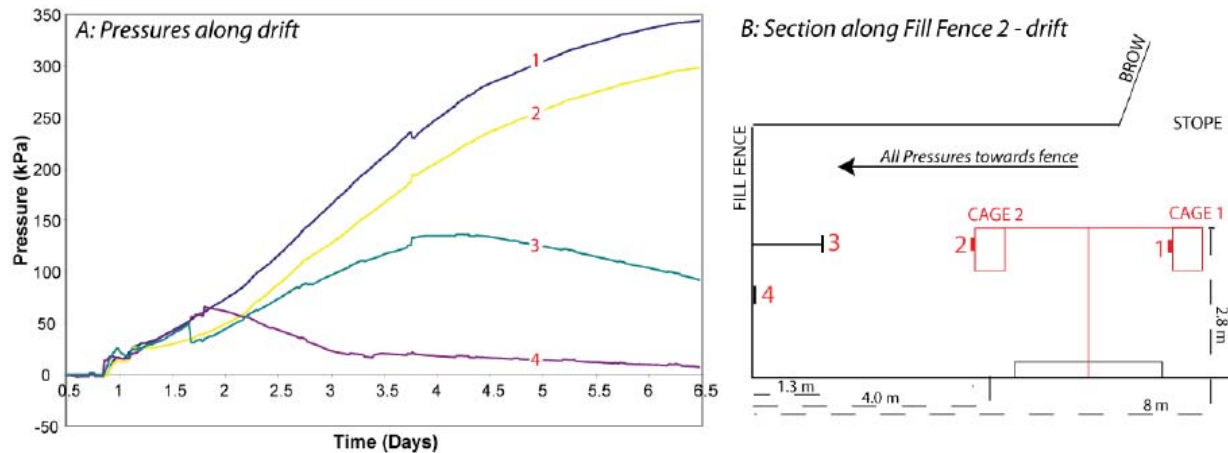 A: Pressures along drift
350
300
250
200
150
100
50
0
-50
Pressure (kPa)
0.5 1 1.5 2 2.5 3 3.5 4 4.5 5 5.5 6 6.5
Time (Days)
1
2
3
4
B: Section along Fill Fence 2 - drift
BROW
STOPE
FILL FENCE
All Pressures towards fence
CAGE 2
CAGE 1
3
2
1
4
2.8 m
1.3 m
4.0 m
8 m